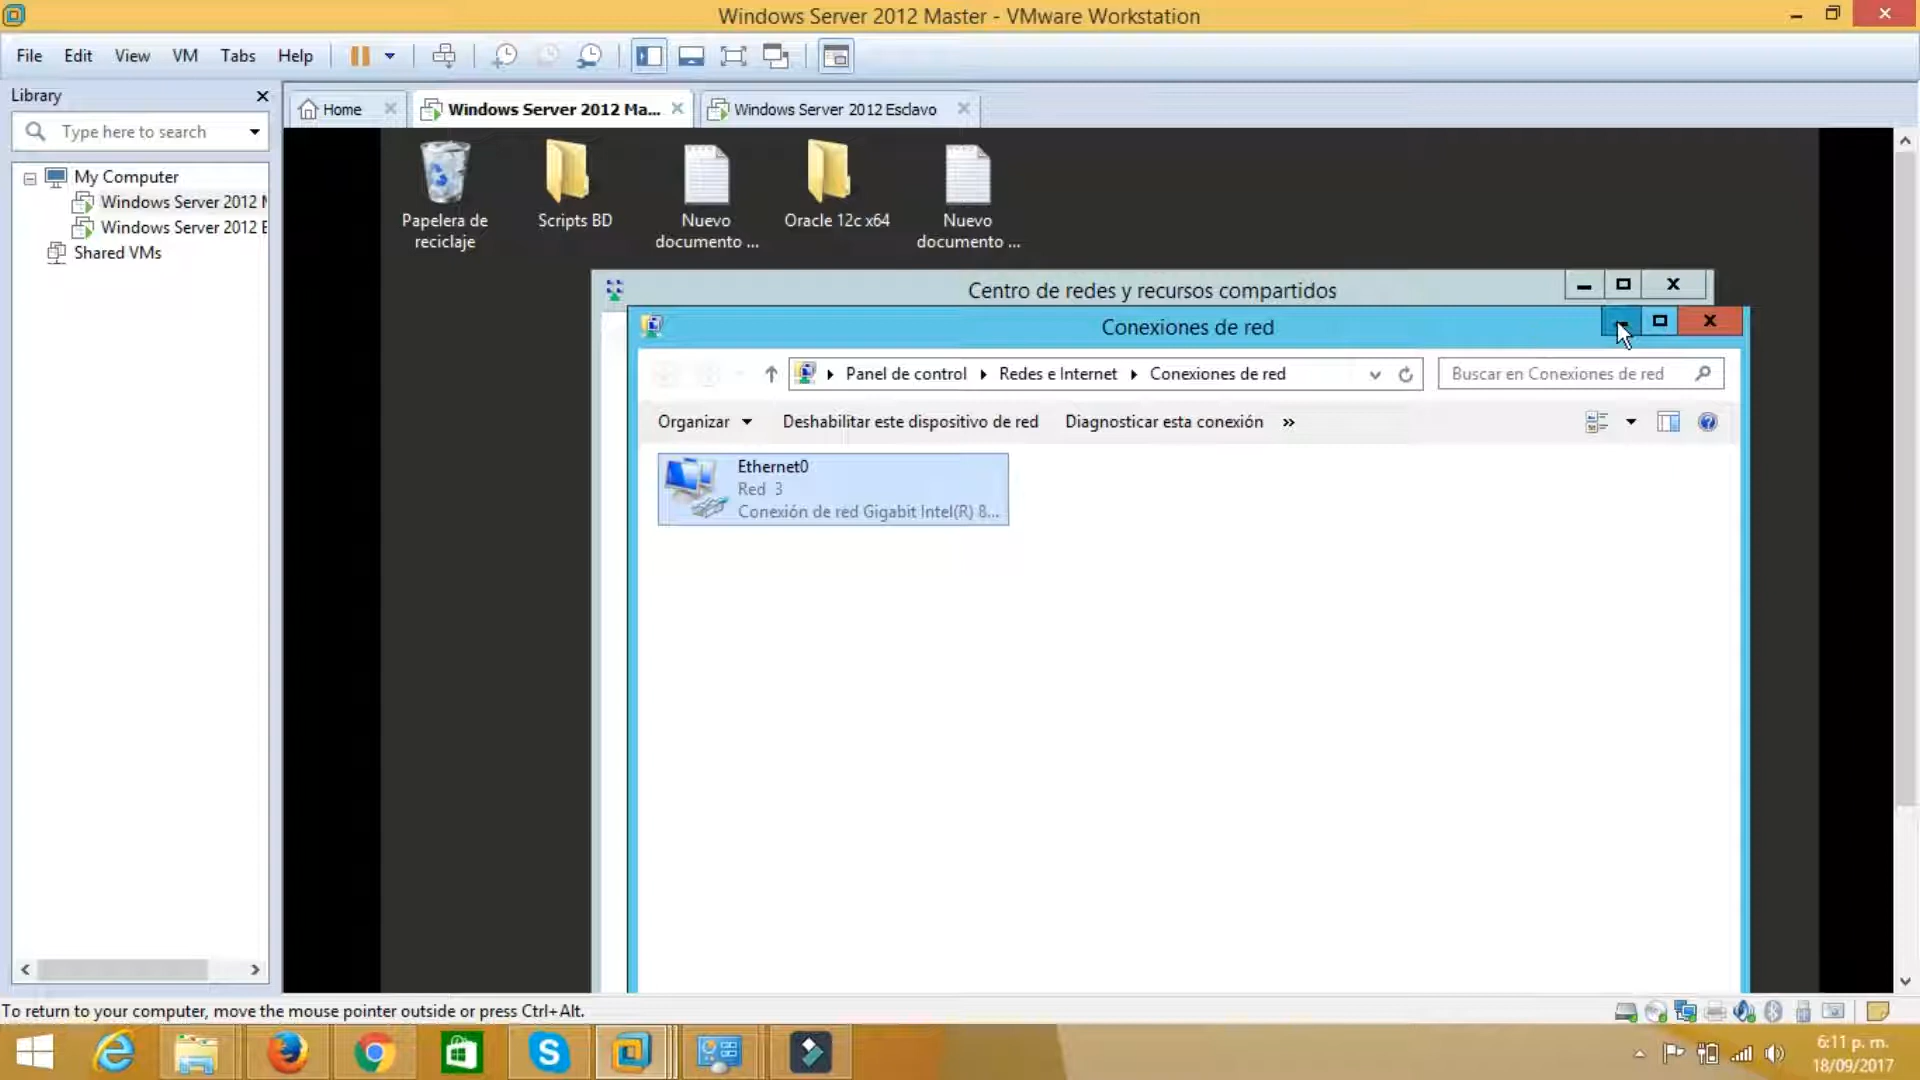 Windows Server 2012 Master - VMware Workstation
File Edit View VM Tabs Help
Library
Home
Windows Server 2012 Ma...
Windows Server 2012 Esclavo
Type here to search
My Computer
Windows Server 2012 M
Windows Server 2012 E
Shared VMs
Papelera de
reciclaje
Scripts BD
Nuevo
documento ...
Oracle 12c x64
Nuevo
documento ...
Centro de redes y recursos compartidos
Conexiones de red
Panel de control Redes e Internet Conexiones de red
Buscar en Conexiones de red
Organizar Deshabilitar este dispositivo de red Diagnosticar esta conexión »
Ethernet0
Red 3
Conexión de red Gigabit Intel(R) 8...
To return to your computer, move the mouse pointer outside or press Ctrl+Alt.
6:11 p. m.
18/09/2017